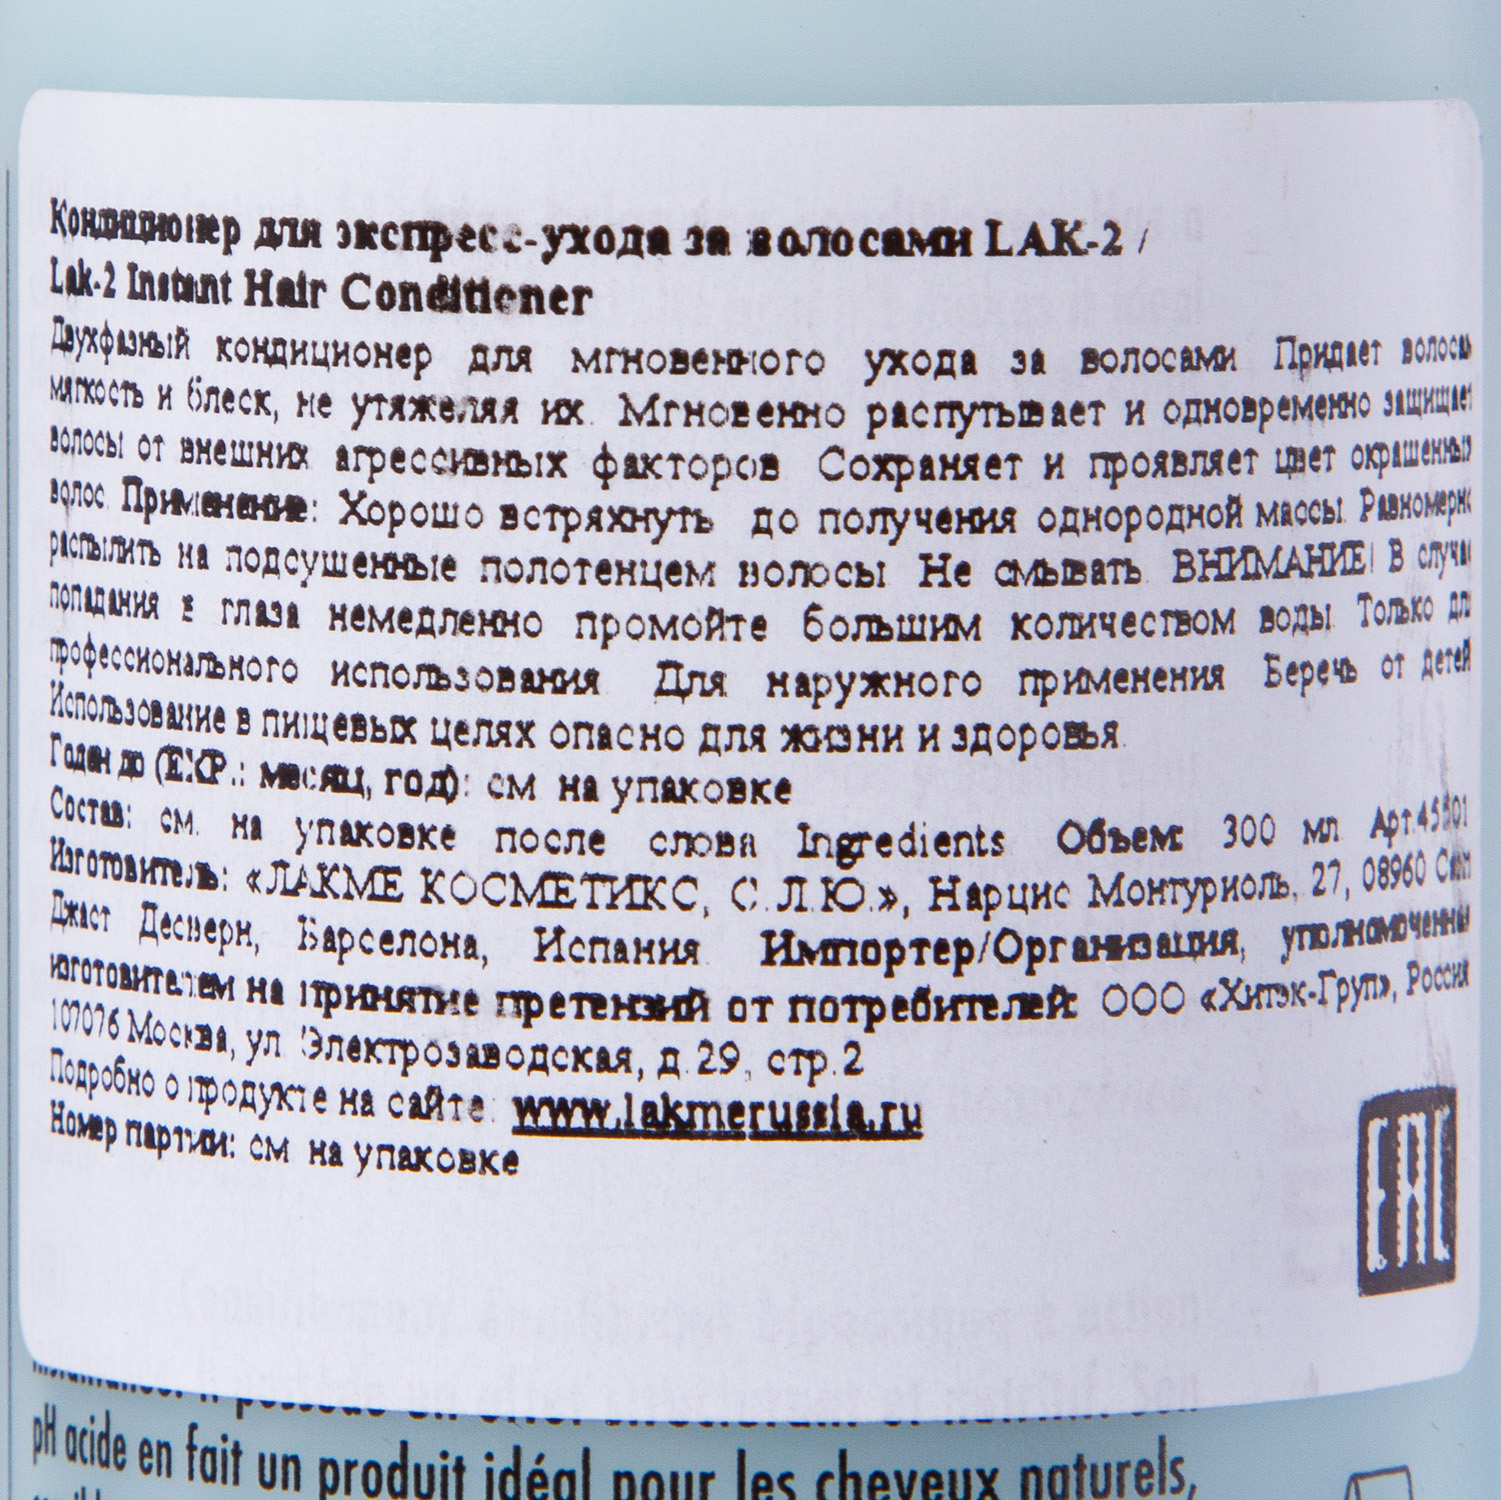 Кондиционер для экспресс-ухода за волосами LAK-2 /
Lak-2 Instant Hair Conditioner
Двухфазный кондиционер для мгновенного ухода за волосами Придает волосам
мягкость и блеск, не утяжеляя их. Мгновенно распутывает и одновременно защищает
волосы от внешних агрессивных факторов Сохраняет и проявляет цвет окрашенных
волос. Применение: Хорошо встряхнуть до получения однородной массы. Равномерно
распылить на подсушенные полотенцем волосы Не смывать. ВНИМАНИЕ! В случае
попадания в глаза немедленно промойте большим количеством воды. Только для
профессионального использования Для наружного применения Беречь от детей
Использование в пищевых целях опасно для жизни и здоровья.
Годен до (EXP.: месяц, год): см на упаковке
Состав: см. на упаковке после слова Ingredients Объем: 300 мл Арт.45501
Изготовитель: «ЛАКМЕ КОСМЕТИКС, С.Л.Ю.», Нарцис Монтуриоль, 27, 08960 Сант
Джаст Десверн, Барселона, Испания Импортер/Организация, уполномоченная
изготовителем на принятие претензий от потребителей: ООО «Хитэк-Груп», Россия
107076 Москва, ул. Электрозаводская, д.29, стр.2
Подробно о продукте на сайте: www.lakmerussia.ru
Номер партии: см на упаковке
EAC
pH acide en fait un produit idéal pour les cheveux naturels,